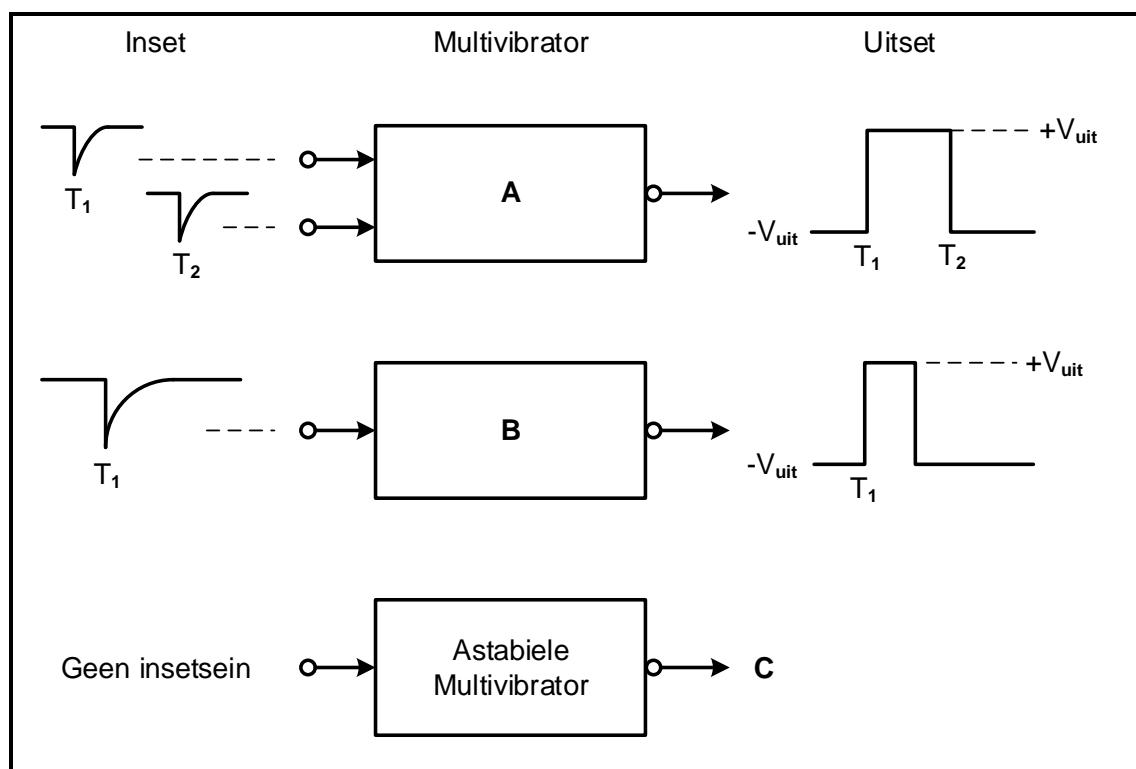 Inset Multivibrator Uitset
T1
T2
A
+Vuit
-Vuit
T1 T2
T1
B
+Vuit
-Vuit
T1
Geen insetsein
Astabiele
Multivibrator
C